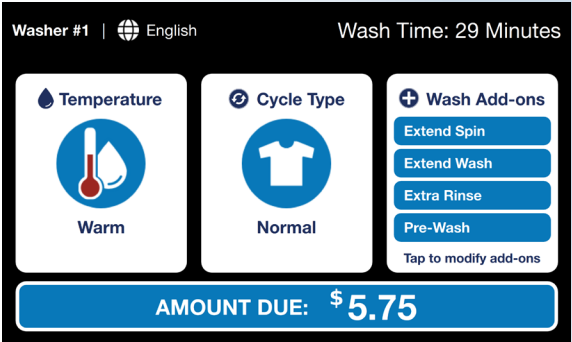 Washer #1 | English
Wash Time: 29 Minutes
Temperature
Warm
Cycle Type
Normal
Wash Add-ons
Extend Spin
Extend Wash
Extra Rinse
Pre-Wash
Tap to modify add-ons
AMOUNT DUE: $5.75